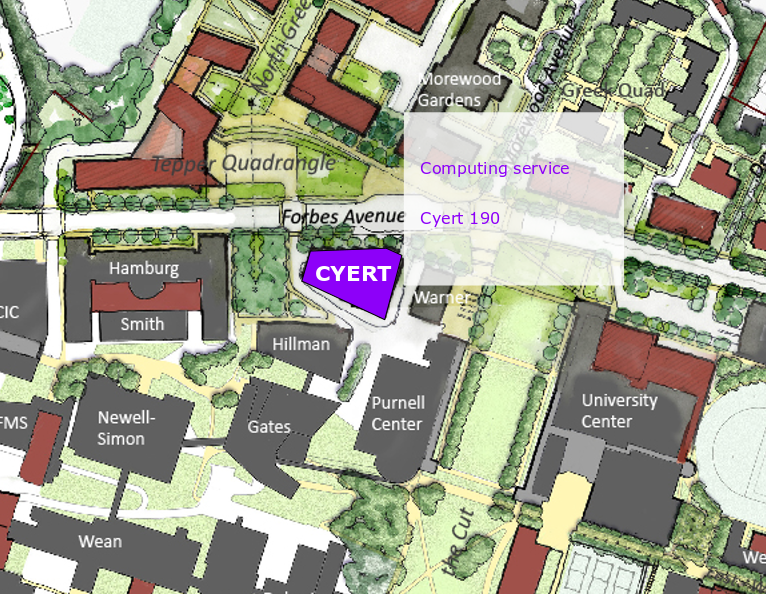 North Gree
Morewood
Gardens
Morewood Avenue
Greek Quad
Tepper Quadrangle
Computing service
Forbes Avenue
Cyert 190
CYERT
Hamburg
Smith
CIC
Warner
Hillman
Purnell
Center
University
Center
FMS
Newell-
Simon
Gates
Wean
The Cut
We